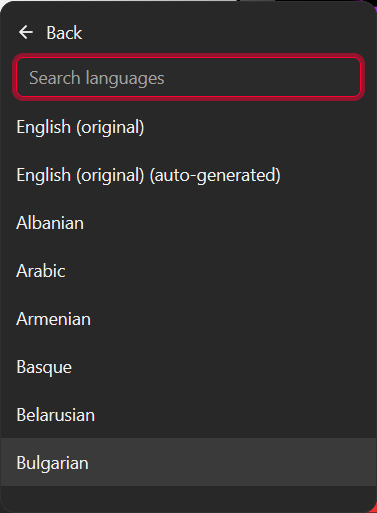 Back
Search languages
English (original)
English (original) (auto-generated)
Albanian
Arabic
Armenian
Basque
Belarusian
Bulgarian